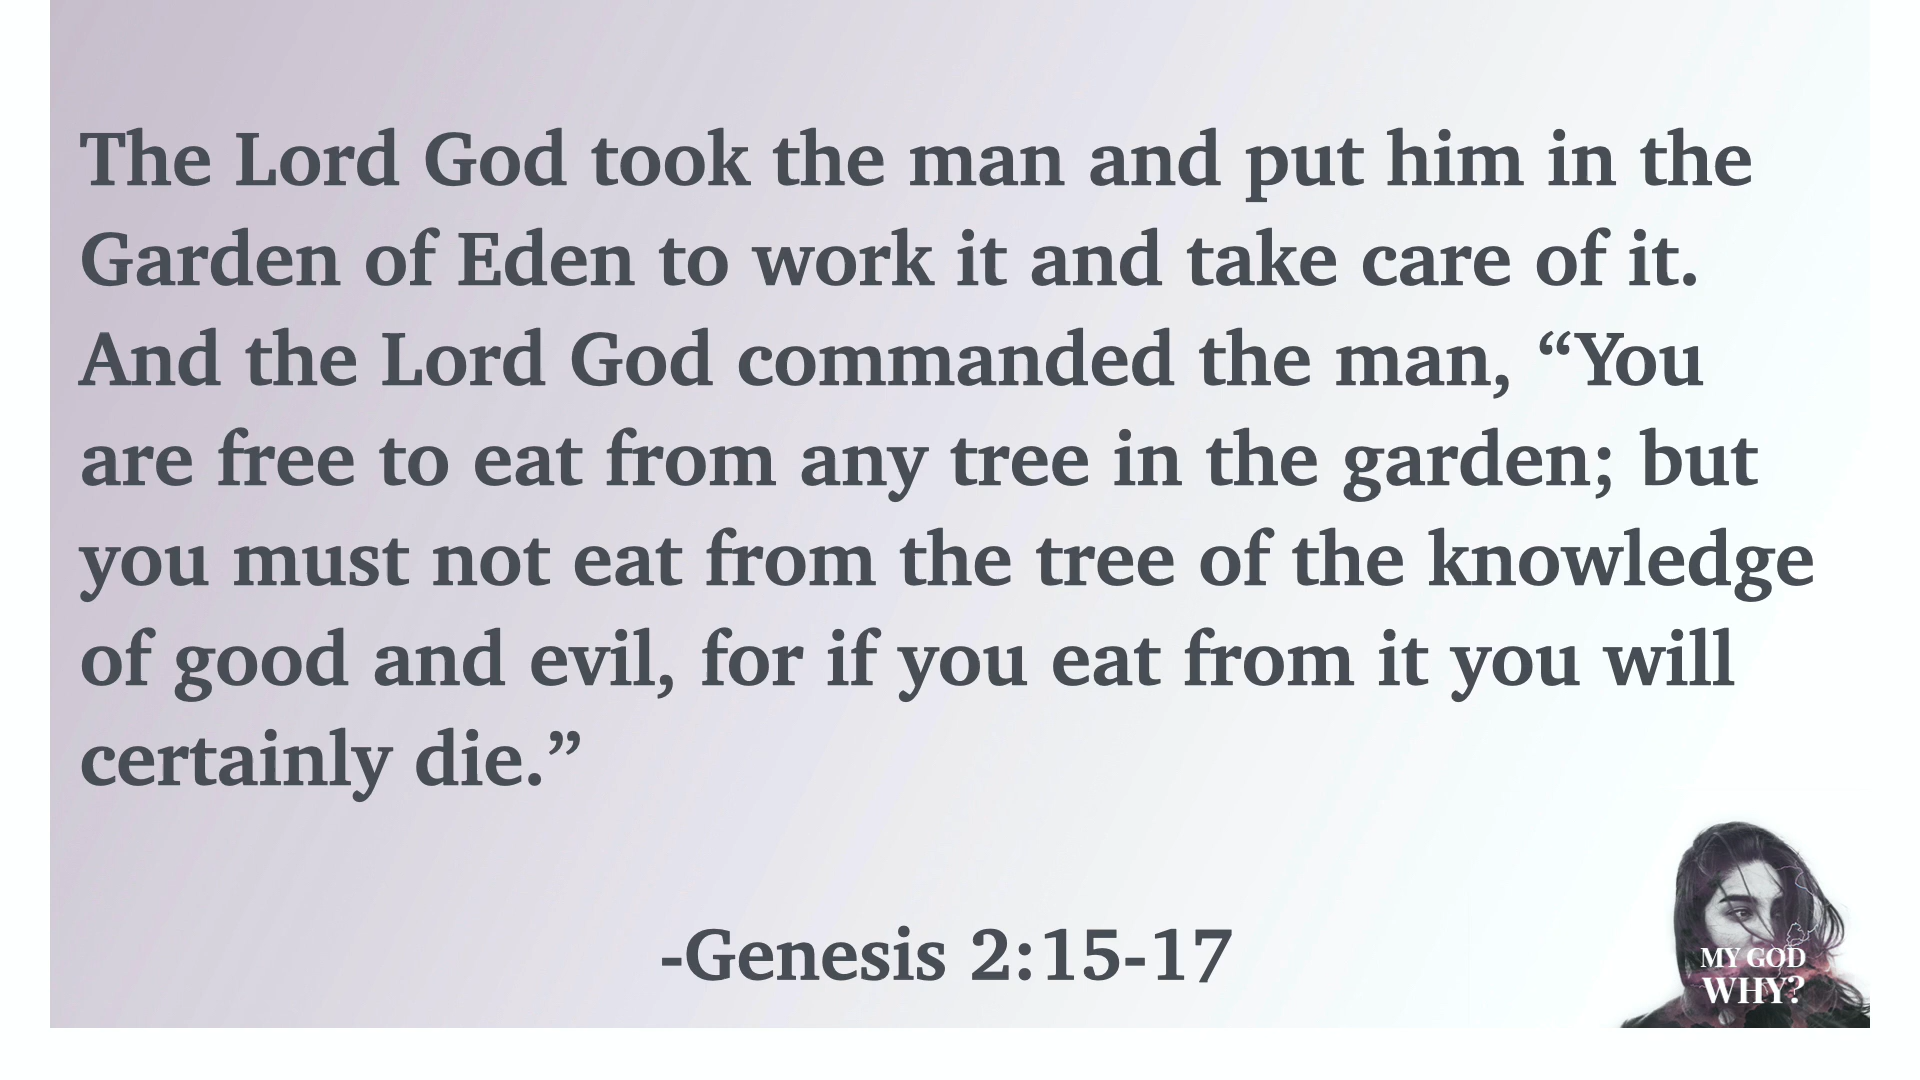 The Lord God took the man and put him in the
Garden of Eden to work it and take care of it.
And the Lord God commanded the man, “You
are free to eat from any tree in the garden; but
you must not eat from the tree of the knowledge
of good and evil, for if you eat from it you will
certainly die.”
-Genesis 2:15-17
MY GOD
WHY?